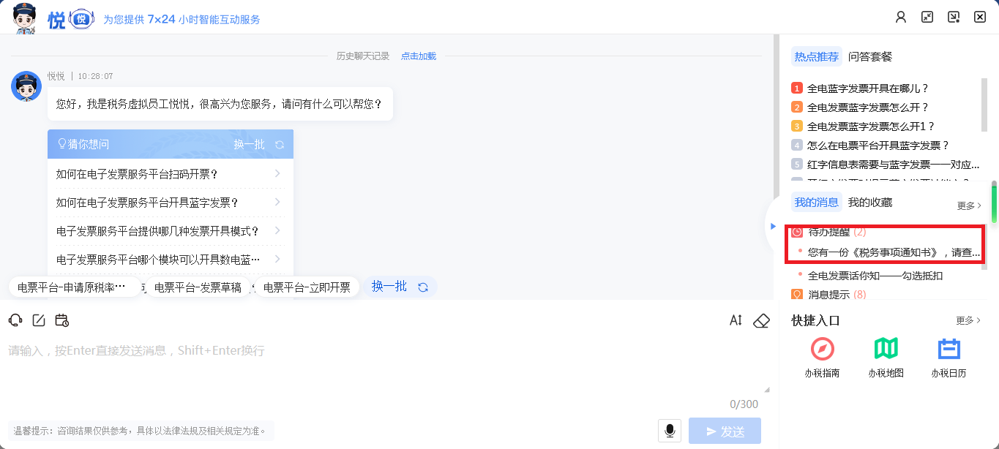 悦 悦 为您提供 7×24 小时智能互动服务
历史聊天记录 点击加载
悦悦 | 10:28:07
您好，我是税务虚拟员工悦悦，很高兴为您服务，请问有什么可以帮您？
猜你想问 换一批
如何在电子发票服务平台扫码开票？
如何在电子发票服务平台开具蓝字发票？
电子发票服务平台提供哪几种发票开具模式？
电子发票服务平台哪个模块可以开具数电蓝…
电票平台-申请原税率… 电票平台-发票草稿 电票平台-立即开票 换一批
请输入，按Enter直接发送消息，Shift+Enter换行
0/300
温馨提示：咨询结果仅供参考，具体以法律法规及相关规定为准。
发送
热点推荐 问答套餐
1 全电蓝字发票开具在哪儿？
2 全电发票蓝字发票怎么开？
3 全电发票蓝字发票怎么开1？
4 怎么在电票平台开具蓝字发票？
5 红字信息表需要与蓝字发票一一对应...
我的消息 我的收藏 更多
待办提醒 (2)
您有一份《税务事项通知书》，请查...
全电发票话你知——勾选抵扣
消息提示 (8)
快捷入口 更多
办税指南 办税地图 办税日历